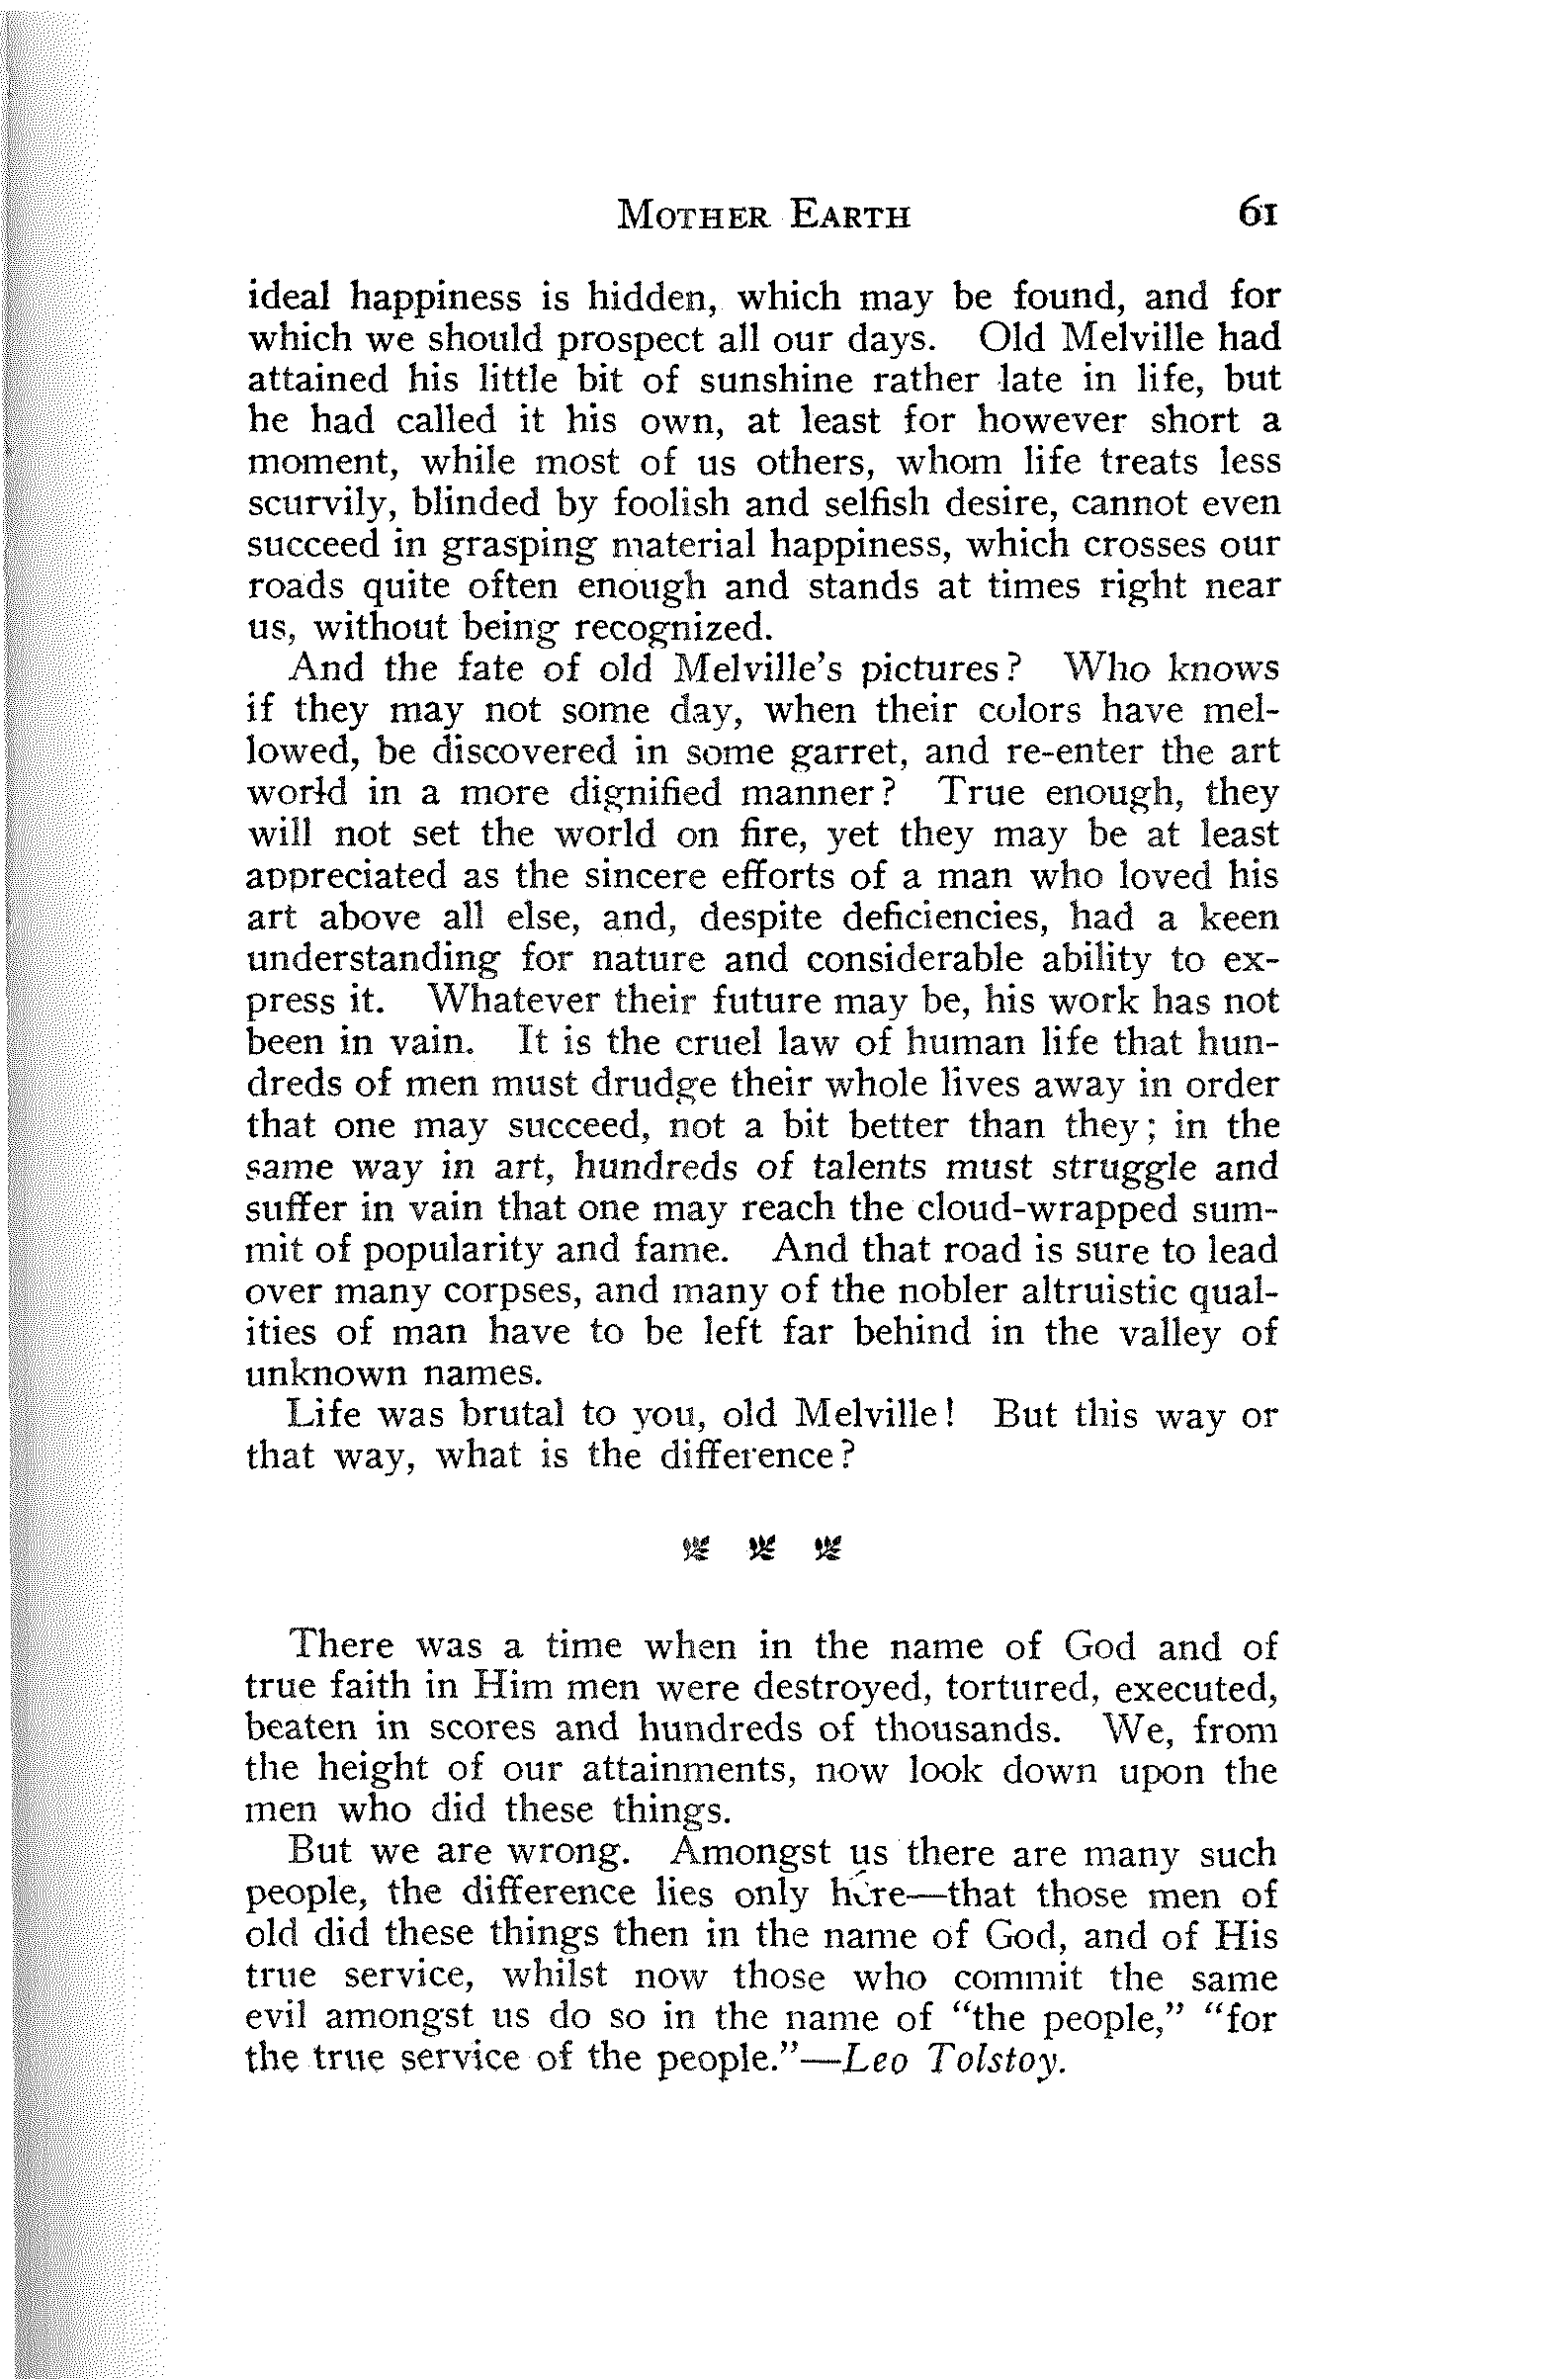 Mother Earth 61
ideal happiness is hidden, which may be found, and for
which we should prospect all our days. Old Melville had
attained his little bit of sunshine rather late in life, but
he had called it his own, at least for however short a
moment, while most of us others, whom life treats less
scurvily, blinded by foolish and selfish desire, cannot even
succeed in grasping material happiness, which crosses our
roads quite often enough and stands at times right near
us, without being recognized.
And the fate of old Melville's pictures? Who knows
if they may not some day, when their colors have mel-
lowed, be discovered in some garret, and re-enter the art
world in a more dignified manner? True enough, they
will not set the world on fire, yet they may be at least
appreciated as the sincere efforts of a man who loved his
art above all else, and, despite deficiencies, had a keen
understanding for nature and considerable ability to ex-
press it. Whatever their future may be, his work has not
been in vain. It is the cruel law of human life that hun-
dreds of men must drudge their whole lives away in order
that one may succeed, not a bit better than they; in the
same way in art, hundreds of talents must struggle and
suffer in vain that one may reach the cloud-wrapped sum-
mit of popularity and fame. And that road is sure to lead
over many corpses, and many of the nobler altruistic qual-
ities of man have to be left far behind in the valley of
unknown names.
Life was brutal to you, old Melville! But this way or
that way, what is the difference?
There was a time when in the name of God and of
true faith in Him men were destroyed, tortured, executed,
beaten in scores and hundreds of thousands. We, from
the height of our attainments, now look down upon the
men who did these things.
But we are wrong. Amongst us there are many such
people, the difference lies only here—that those men of
old did these things then in the name of God, and of His
true service, whilst now those who commit the same
evil amongst us do so in the name of “the people,” “for
the true service of the people.”—Leo Tolstoy.